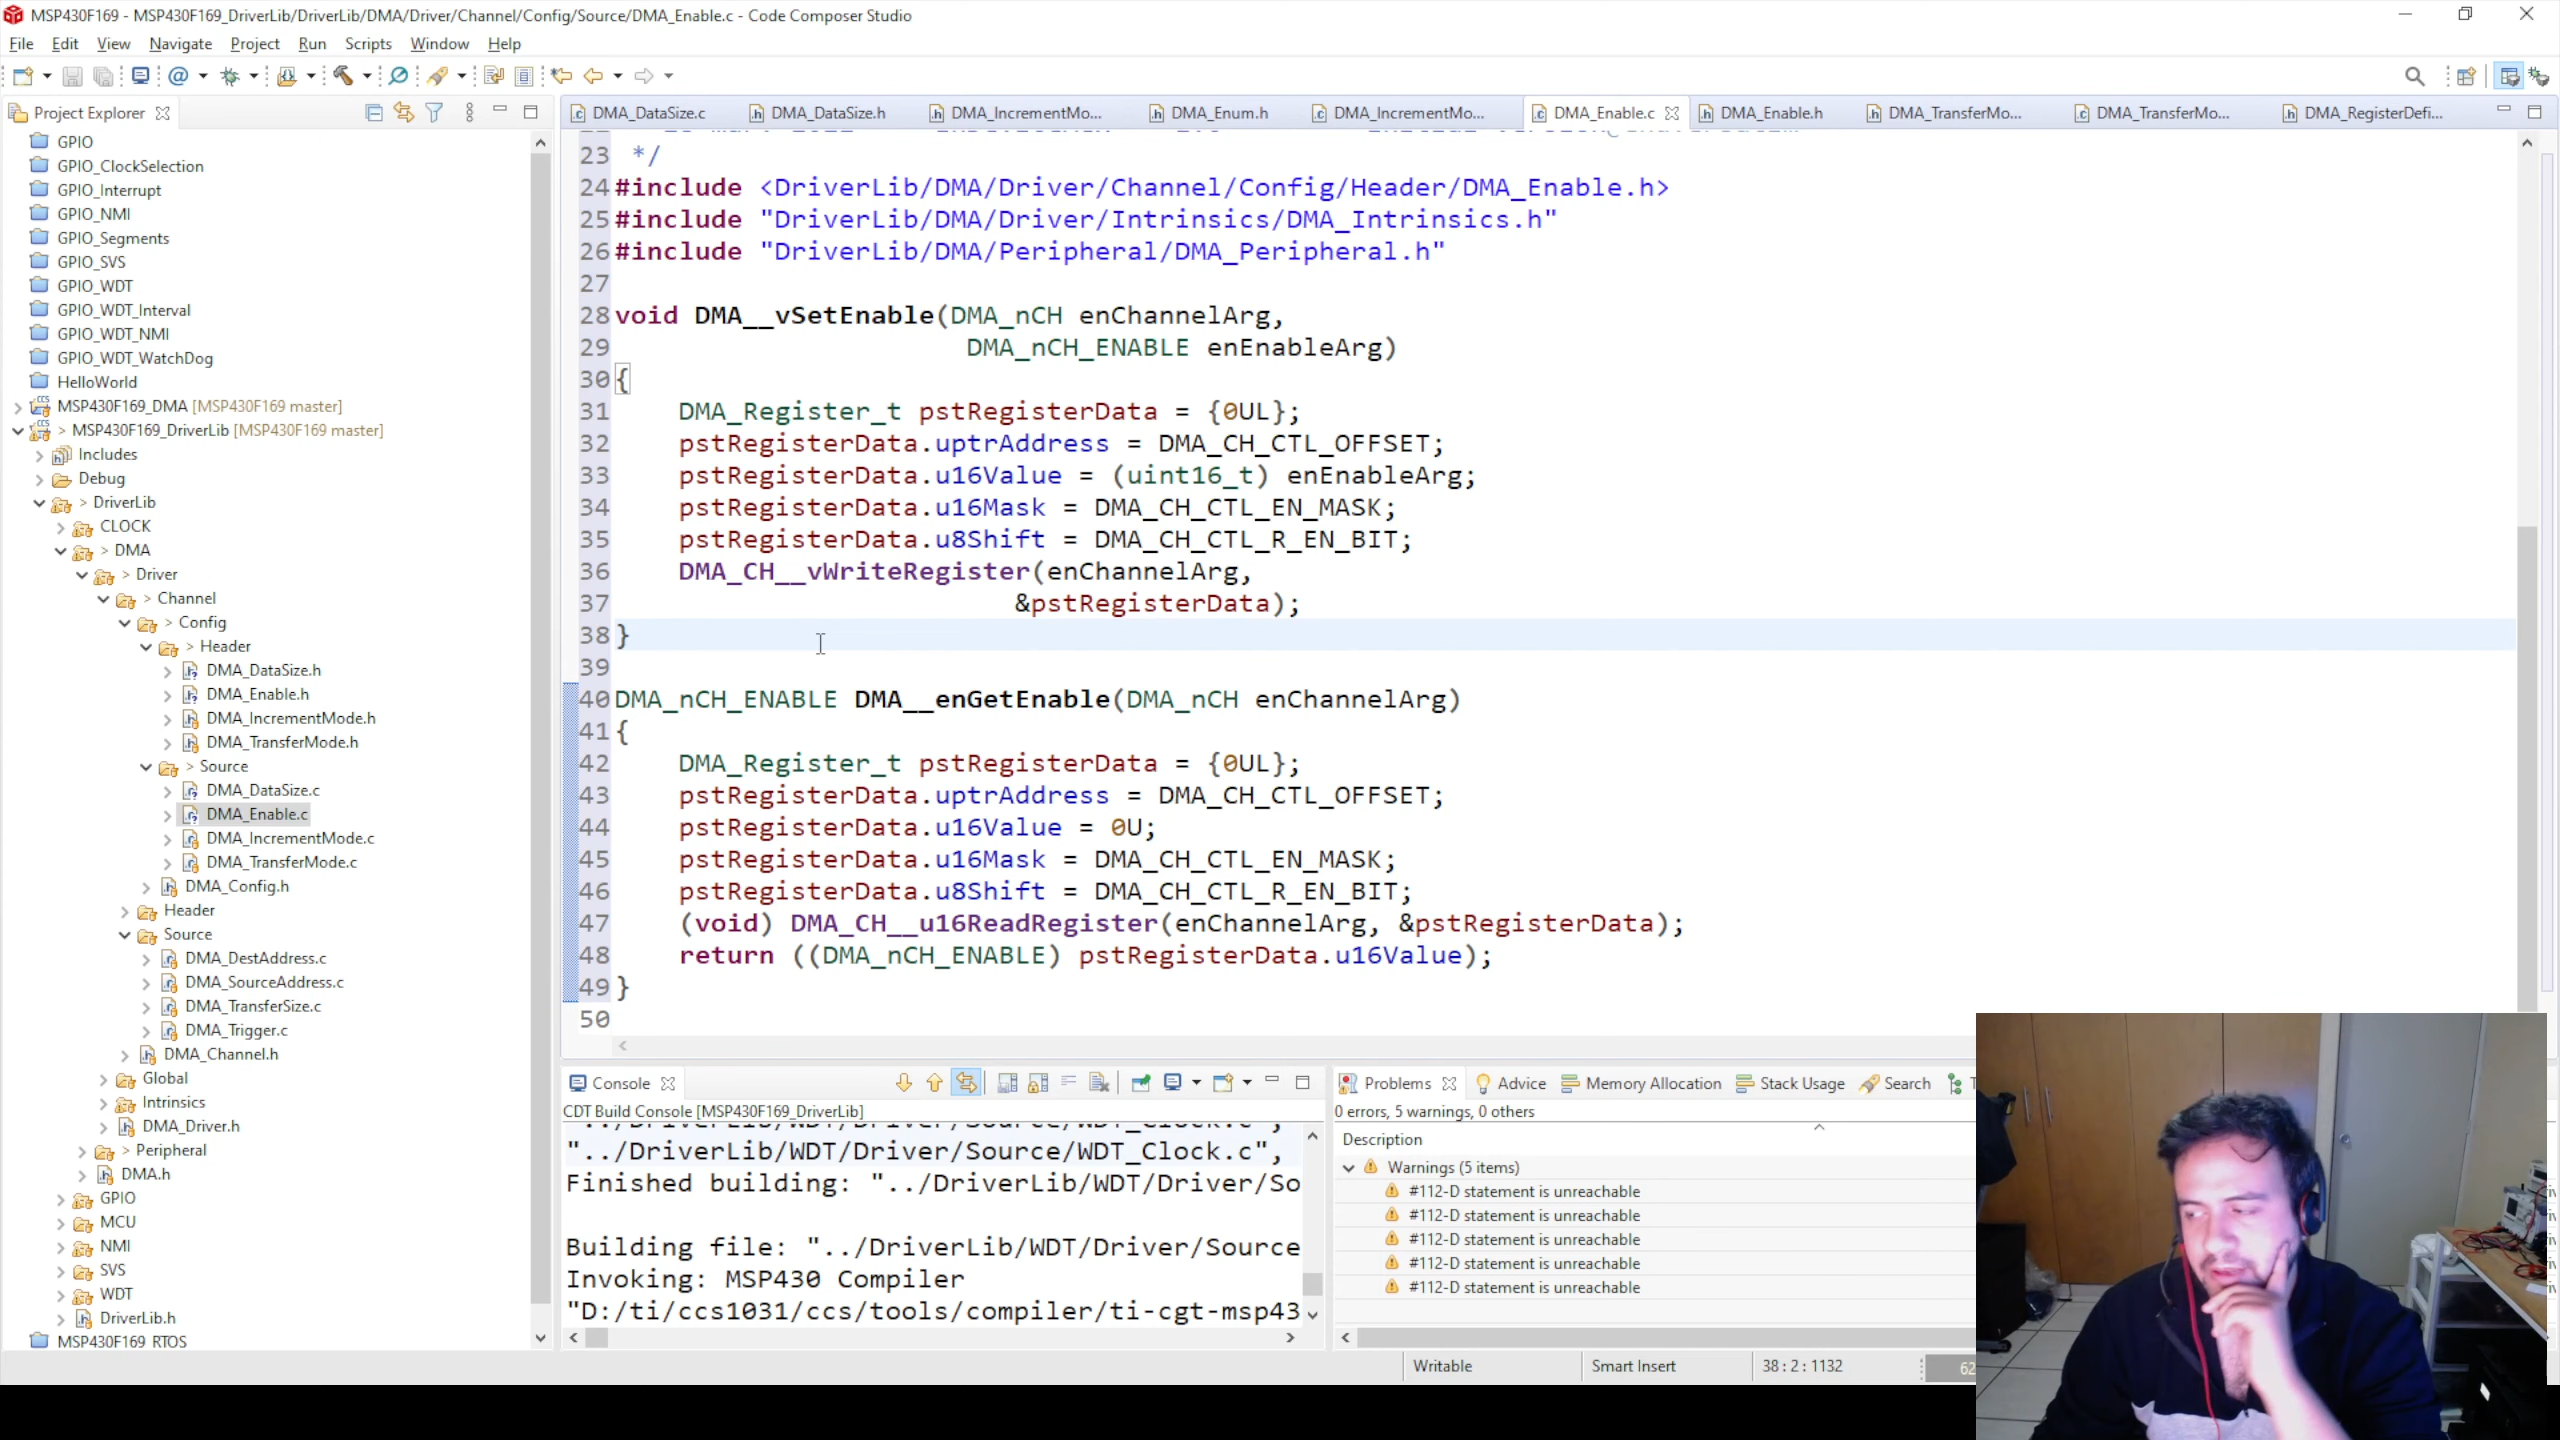 MSP430F169 - MSP430F169_DriverLib/DriverLib/DMA/Driver/Channel/Config/Source/DMA_Enable.c - Code Composer Studio
File Edit View Navigate Project Run Scripts Window Help
Project Explorer
GPIO
GPIO_ClockSelection
GPIO_Interrupt
GPIO_NMI
GPIO_Segments
GPIO_SVS
GPIO_WDT
GPIO_WDT_Interval
GPIO_WDT_NMI
GPIO_WDT_WatchDog
HelloWorld
MSP430F169_DMA [MSP430F169 master]
> MSP430F169_DriverLib [MSP430F169 master]
Includes
Debug
> DriverLib
CLOCK
> DMA
> Driver
> Channel
> Config
> Header
DMA_DataSize.h
DMA_Enable.h
DMA_IncrementMode.h
DMA_TransferMode.h
> Source
DMA_DataSize.c
DMA_Enable.c
DMA_IncrementMode.c
DMA_TransferMode.c
DMA_Config.h
Header
Source
DMA_DestAddress.c
DMA_SourceAddress.c
DMA_TransferSize.c
DMA_Trigger.c
DMA_Channel.h
Global
Intrinsics
DMA_Driver.h
> Peripheral
DMA.h
GPIO
MCU
NMI
SVS
WDT
DriverLib.h
MSP430F169_RTOS
DMA_DataSize.c DMA_DataSize.h DMA_IncrementMo... DMA_Enum.h DMA_IncrementMo... DMA_Enable.c DMA_Enable.h DMA_TransferMo... DMA_TransferMo... DMA_RegisterDefi...
23 */
24 #include <DriverLib/DMA/Driver/Channel/Config/Header/DMA_Enable.h>
25 #include "DriverLib/DMA/Driver/Intrinsics/DMA_Intrinsics.h"
26 #include "DriverLib/DMA/Peripheral/DMA_Peripheral.h"
27
28 void DMA__vSetEnable(DMA_nCH enChannelArg,
29 DMA_nCH_ENABLE enEnableArg)
30 {
31 DMA_Register_t pstRegisterData = {0UL};
32 pstRegisterData.uptrAddress = DMA_CH_CTL_OFFSET;
33 pstRegisterData.u16Value = (uint16_t) enEnableArg;
34 pstRegisterData.u16Mask = DMA_CH_CTL_EN_MASK;
35 pstRegisterData.u8Shift = DMA_CH_CTL_R_EN_BIT;
36 DMA_CH__vWriteRegister(enChannelArg,
37 &pstRegisterData);
38 }
39
40 DMA_nCH_ENABLE DMA__enGetEnable(DMA_nCH enChannelArg)
41 {
42 DMA_Register_t pstRegisterData = {0UL};
43 pstRegisterData.uptrAddress = DMA_CH_CTL_OFFSET;
44 pstRegisterData.u16Value = 0U;
45 pstRegisterData.u16Mask = DMA_CH_CTL_EN_MASK;
46 pstRegisterData.u8Shift = DMA_CH_CTL_R_EN_BIT;
47 (void) DMA_CH__u16ReadRegister(enChannelArg, &pstRegisterData);
48 return ((DMA_nCH_ENABLE) pstRegisterData.u16Value);
49 }
50
Console
CDT Build Console [MSP430F169_DriverLib]
"../DriverLib/WDT/Driver/Source/WDT_Clock.c",
"../DriverLib/WDT/Driver/Source/WDT_Clock.c",
Finished building: "../DriverLib/WDT/Driver/So
Building file: "../DriverLib/WDT/Driver/Source
Invoking: MSP430 Compiler
"D:/ti/ccs1031/ccs/tools/compiler/ti-cgt-msp43
Problems Advice Memory Allocation Stack Usage Search
0 errors, 5 warnings, 0 others
Description
Warnings (5 items)
#112-D statement is unreachable
#112-D statement is unreachable
#112-D statement is unreachable
#112-D statement is unreachable
#112-D statement is unreachable
Writable Smart Insert 38 : 2 : 1132